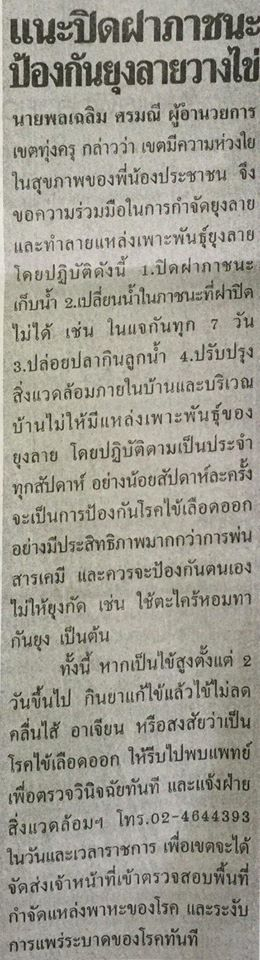 แนะปิดฝาภาชนะ
ป้องกันยุงลายวางไข่
นายพลเฉลิม ศรมณี ผู้อำนวยการ
เขตทุ่งครุ กล่าวว่า เขตมีความห่วงใย
ในสุขภาพของพี่น้องประชาชน จึง
ขอความร่วมมือในการกำจัดยุงลาย
และทำลายแหล่งเพาะพันธุ์ยุงลาย
โดยปฏิบัติดังนี้ 1.ปิดฝาภาชนะ
เก็บน้ำ 2.เปลี่ยนน้ำในภาชนะที่ฝาปิด
ไม่ได้ เช่น ในแจกันทุก 7 วัน
3.ปล่อยปลากินลูกน้ำ 4.ปรับปรุง
สิ่งแวดล้อมภายในบ้านและบริเวณ
บ้านไม่ให้มีแหล่งเพาะพันธุ์ของ
ยุงลาย โดยปฏิบัติตามเป็นประจำ
ทุกสัปดาห์ อย่างน้อยสัปดาห์ละครั้ง
จะเป็นการป้องกันโรคไข้เลือดออก
อย่างมีประสิทธิภาพมากกว่าการพ่น
สารเคมี และควรจะป้องกันตนเอง
ไม่ให้ยุงกัด เช่น ใช้ตะไคร้หอมทา
กันยุง เป็นต้น
ทั้งนี้ หากเป็นไข้สูงตั้งแต่ 2
วันขึ้นไป กินยาแก้ไข้แล้วไข้ไม่ลด
คลื่นไส้ อาเจียน หรือสงสัยว่าเป็น
โรคไข้เลือดออก ให้รีบไปพบแพทย์
เพื่อตรวจวินิจฉัยทันที และแจ้งฝ่าย
สิ่งแวดล้อมฯ โทร.02-4644393
ในวันและเวลาราชการ เพื่อเขตจะได้
จัดส่งเจ้าหน้าที่เข้าตรวจสอบพื้นที่
กำจัดแหล่งพาหะของโรค และระงับ
การแพร่ระบาดของโรคทันที